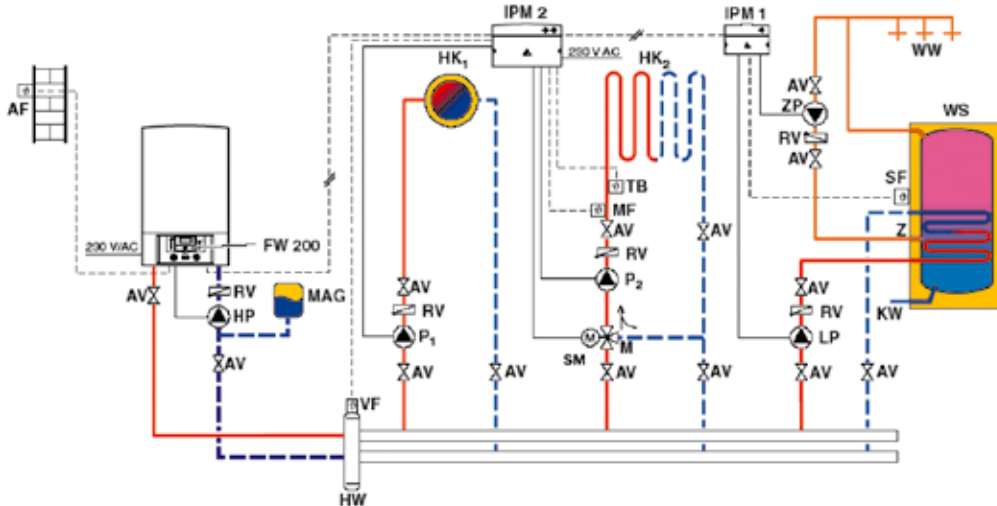 IPM 2
IPM 1
HK₁
230 V AC
HK₂
WW
AF
AV
ZP
WS
RV
AV
TB
SF
MF
AV
AV
AV
Z
230 V/AC
FW 200
RV
AV
RV
MAG
AV
P₂
AV
AV
HP
RV
RV
KW
P₁
M
M
LP
SM
AV
AV
AV
AV
AV
AV
AV
VF
HW